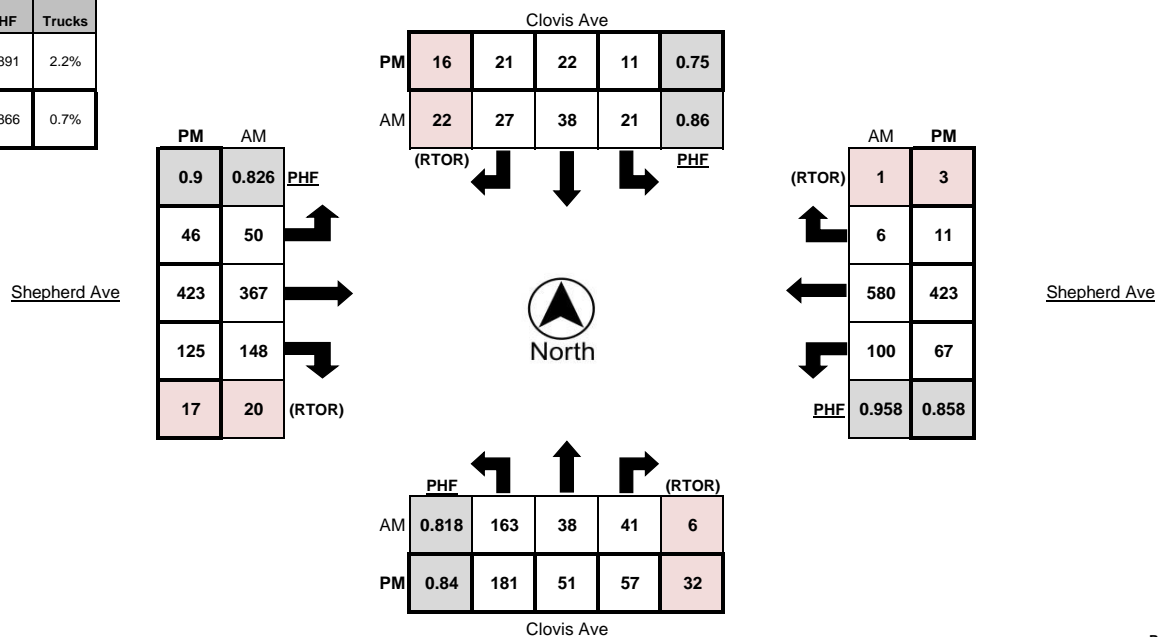 Trucks
2.2%
0.7%
Clovis Ave
PM 16 21 22 11 0.75
AM 22 27 38 21 0.86
(RTOR) PHF
PM AM
0.9 0.826 PHF
46 50
423 367
125 148
17 20 (RTOR)
Shepherd Ave
North
AM PM
(RTOR) 1 3
6 11
580 423
100 67
PHF 0.958 0.858
Shepherd Ave
PHF (RTOR)
AM 0.818 163 38 41 6
PM 0.84 181 51 57 32
Clovis Ave